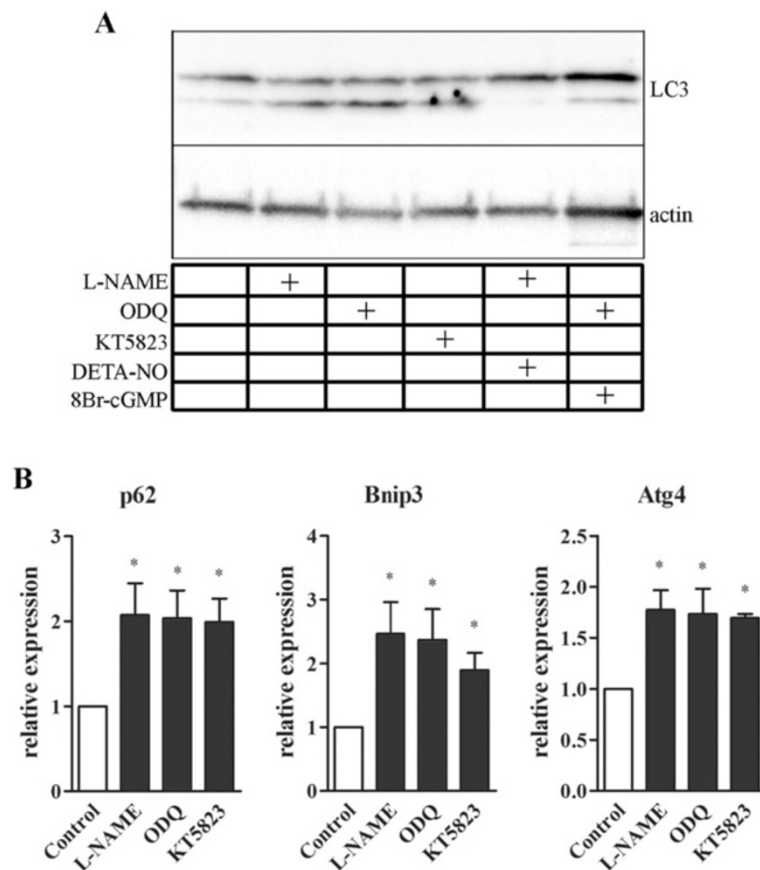 A
LC3
actin
L-NAME + +
ODQ + +
KT5823 +
DETA-NO +
8Br-cGMP +
B
p62
relative expression
3
2
1
0
* * *
Control L-NAME ODQ KT5823
Bnip3
relative expression
4
3
2
1
0
* * *
Control L-NAME ODQ KT5823
Atg4
relative expression
2.5
2.0
1.5
1.0
0.5
0.0
* * *
Control L-NAME ODQ KT5823